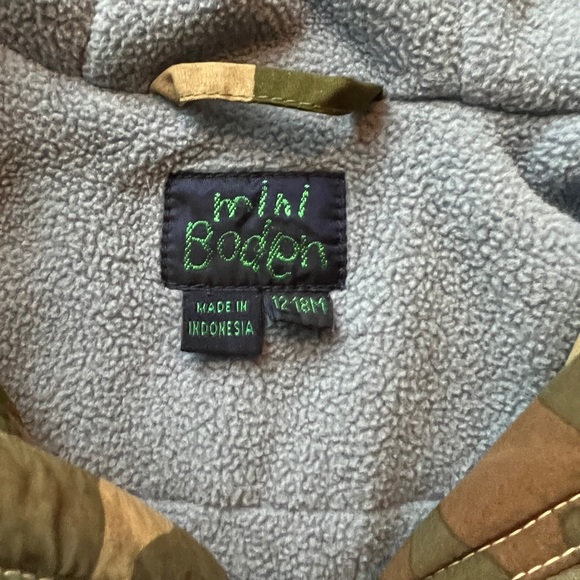 mini
Boden
MADE IN
INDONESIA
12-18M